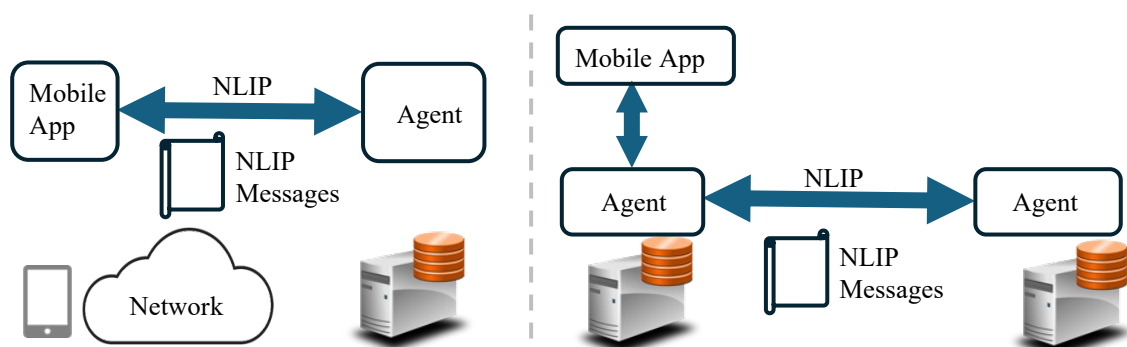 Mobile
App
NLIP
Agent
NLIP
Messages
Network
Mobile App
Agent
NLIP
Agent
NLIP
Messages